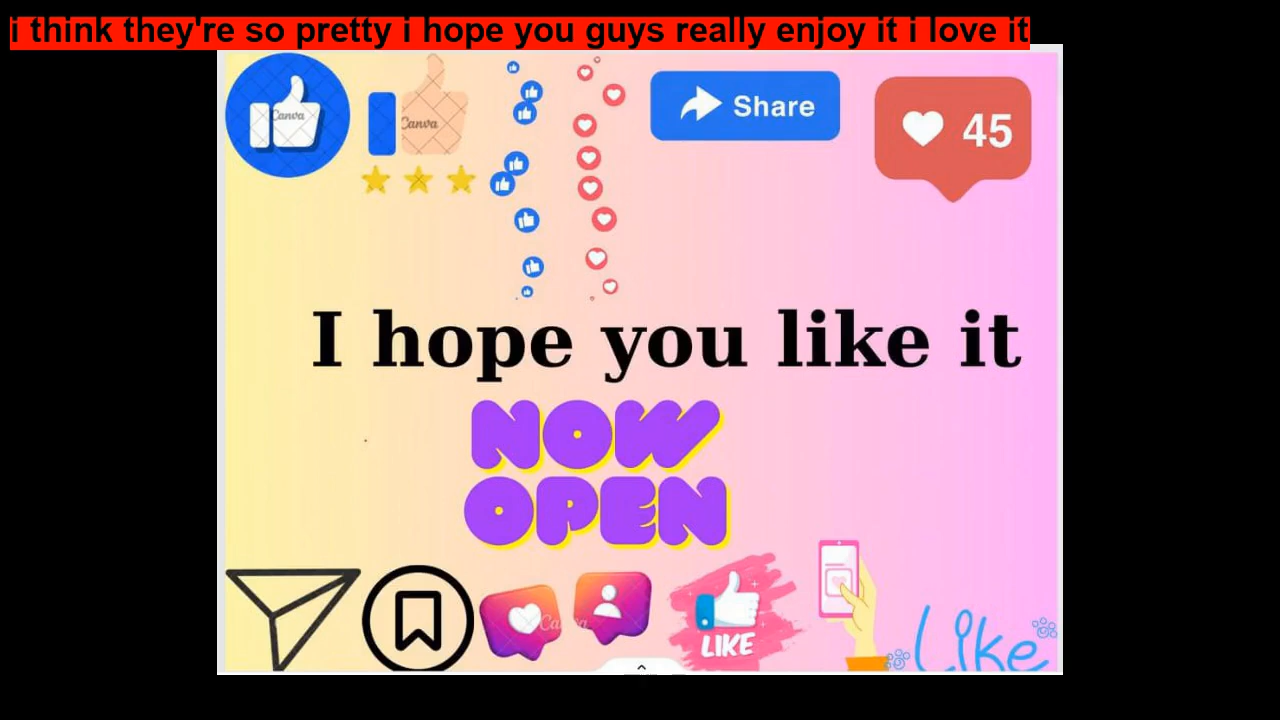 i think they're so pretty i hope you guys really enjoy it i love it
Canva
Canva
Share
45
I hope you like it
NOW
OPEN
Canva
LIKE
Like